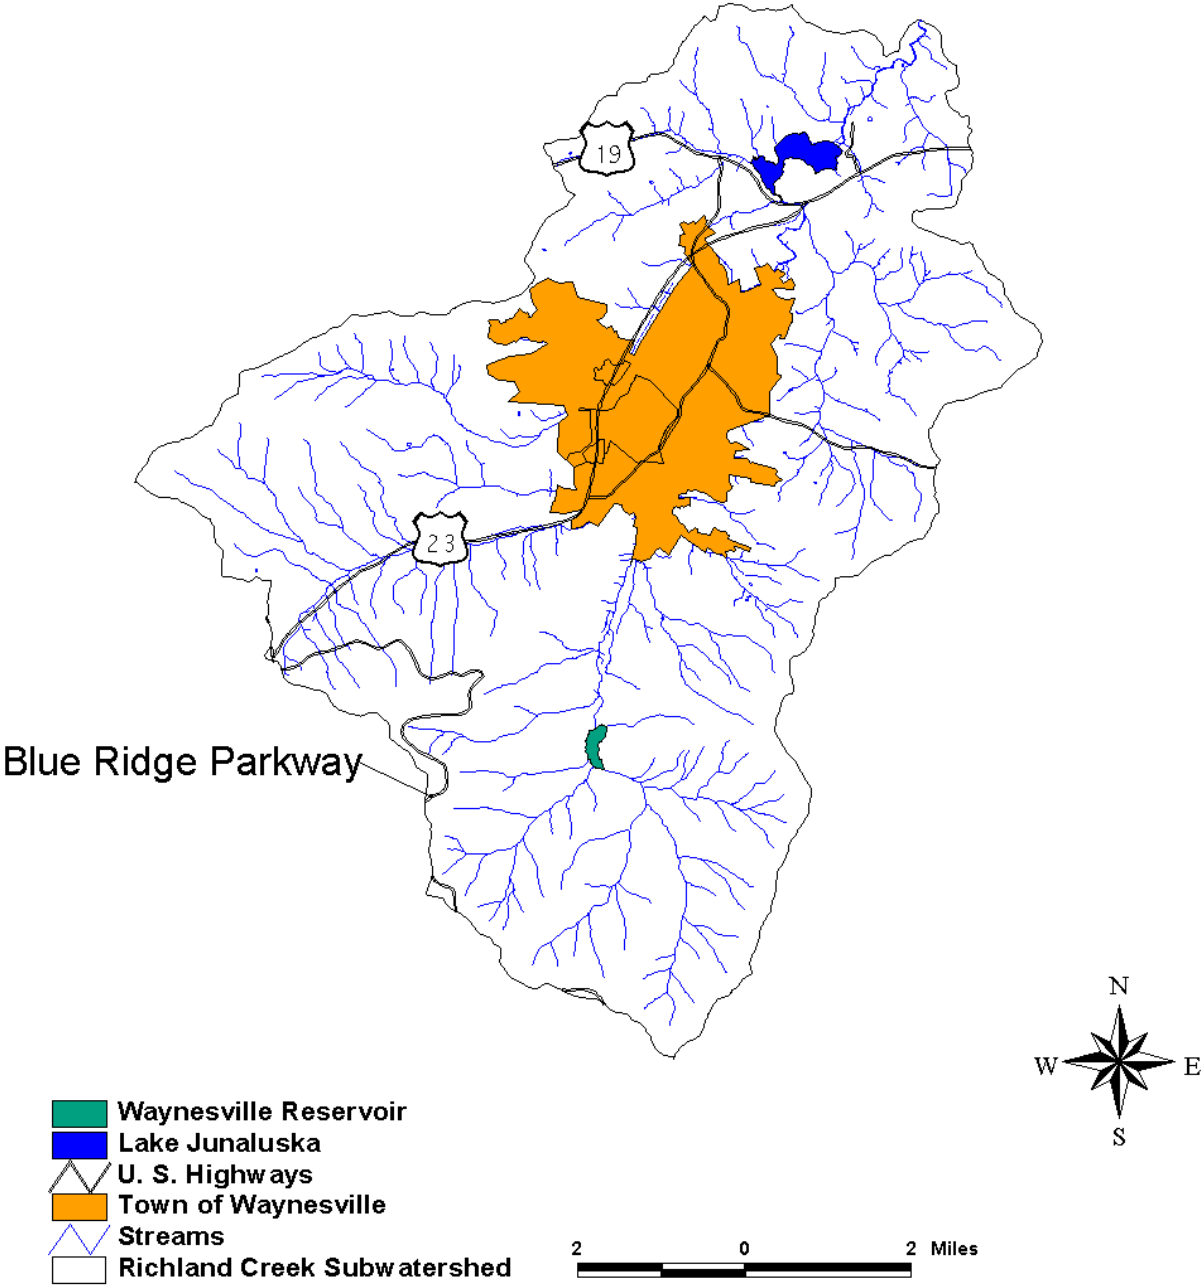 19
23
Blue Ridge Parkway
N
W E
S
Waynesville Reservoir
Lake Junaluska
U. S. Highways
Town of Waynesville
Streams
Richland Creek Subwatershed
2 0 2 Miles